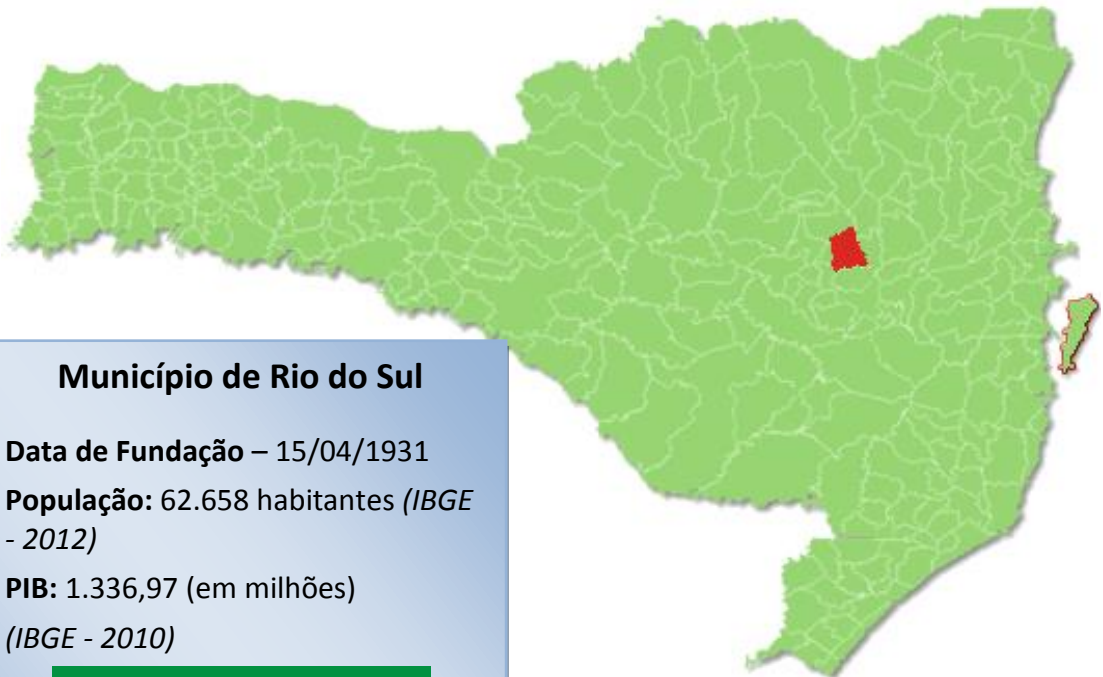 Município de Rio do Sul
Data de Fundação – 15/04/1931
População: 62.658 habitantes (IBGE
- 2012)
PIB: 1.336,97 (em milhões)
(IBGE - 2010)